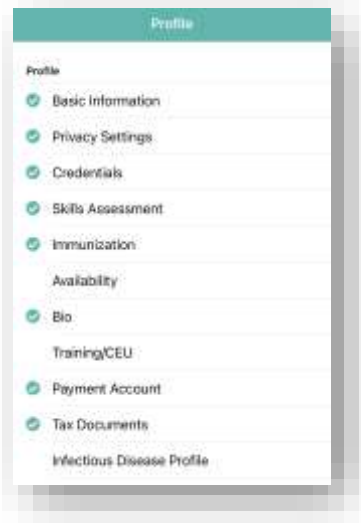 Profile
Profile
Basic Information
Privacy Settings
Credentials
Skills Assessment
Immunization
Availability
Bio
Training/CEU
Payment Account
Tax Documents
Infectious Disease Profile